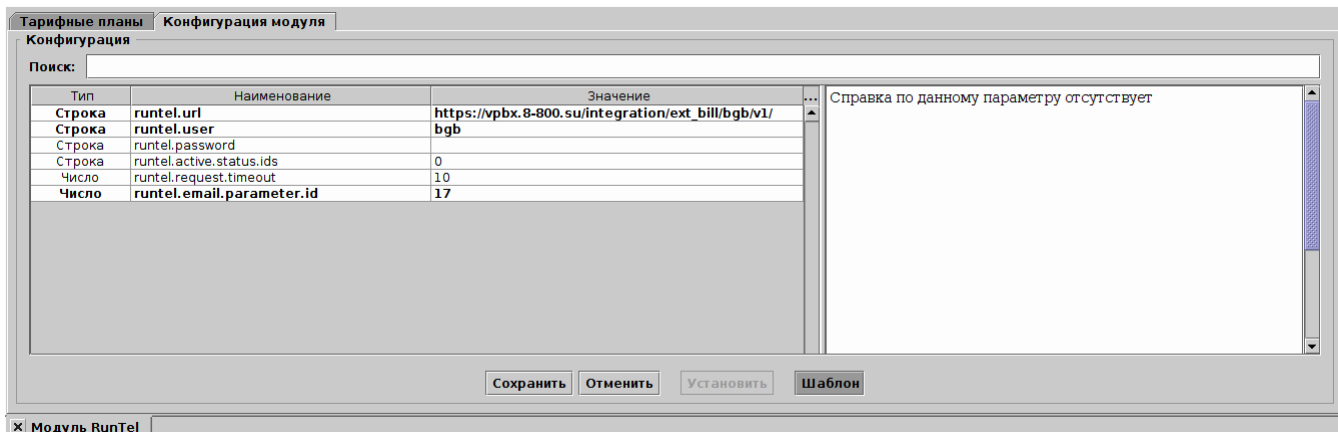 Тарифные планы Конфигурация модуля
Конфигурация
Поиск:
Тип Наименование Значение ... Справка по данному параметру отсутствует
Строка runtel.url https://vpbx.8-800.su/integration/ext_bill/bgb/v1/
Строка runtel.user bgb
Строка runtel.password
Строка runtel.active.status.ids 0
Число runtel.request.timeout 10
Число runtel.email.parameter.id 17
Сохранить Отменить Установить Шаблон
× Модуль RunTel